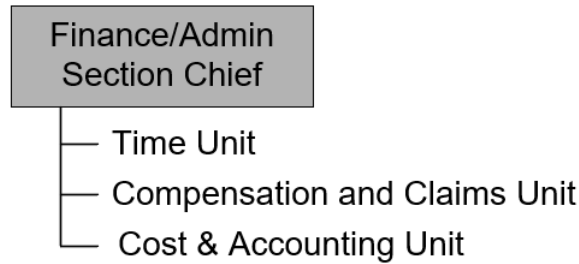 Finance/Admin
Section Chief
Time Unit
Compensation and Claims Unit
Cost & Accounting Unit